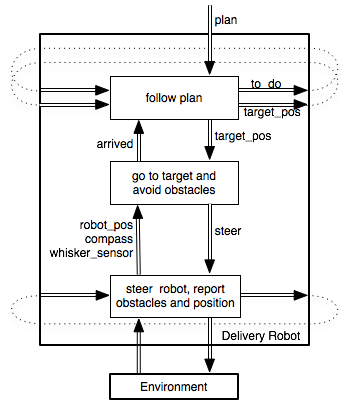 plan
to_do
follow plan
target_pos
arrived
target_pos
go to target and
avoid obstacles
robot_pos
compass
whisker_sensor
steer
steer robot, report
obstacles and position
Delivery Robot
Environment